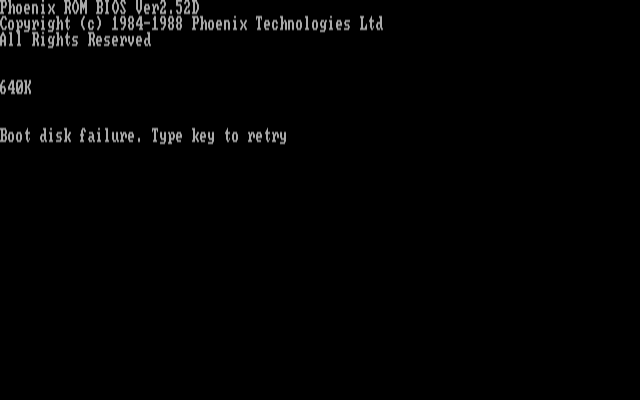 Phoenix ROM BIOS Ver2.52D
Copyright (c) 1984-1988 Phoenix Technologies Ltd
All Rights Reserved
640K
Boot disk failure. Type key to retry